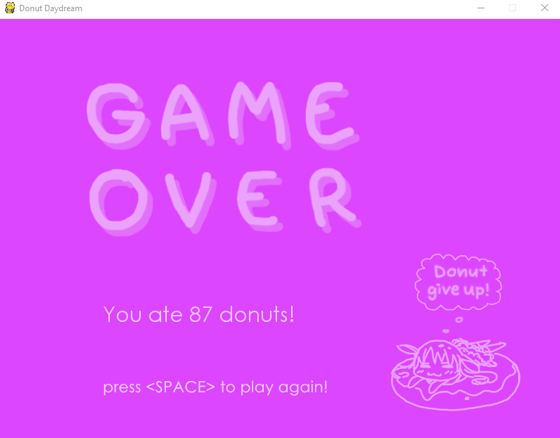 Donut Daydream
GAME
OVER
Donut
give up!
You ate 87 donuts!
press <SPACE> to play again!